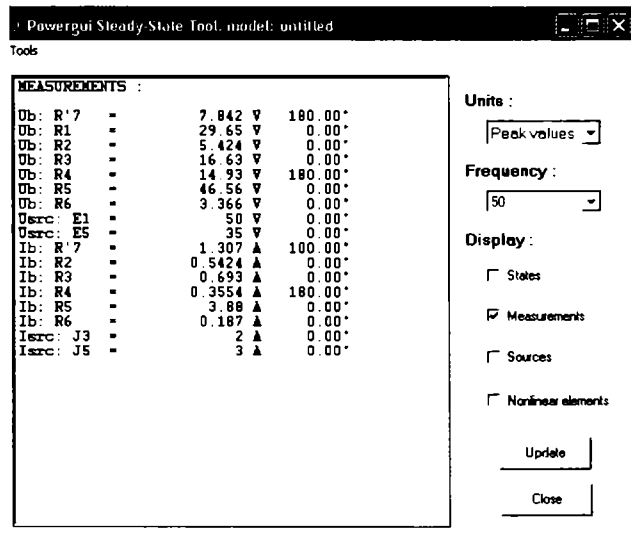 Powergui Steady-State Tool. model: untitled
Tools
MEASUREMENTS :
Ub: R'7 = 7.842 V 180.00°
Ub: R1 = 29.65 V 0.00°
Ub: R2 = 5.424 V 0.00°
Ub: R3 = 16.63 V 0.00°
Ub: R4 = 14.93 V 180.00°
Ub: R5 = 46.56 V 0.00°
Ub: R6 = 3.366 V 0.00°
Usrc: E1 = 50 V 0.00°
Usrc: E5 = 35 V 0.00°
Ib: R'7 = 1.307 A 100.00°
Ib: R2 = 0.5424 A 0.00°
Ib: R3 = 0.693 A 0.00°
Ib: R4 = 0.3554 A 180.00°
Ib: R5 = 3.88 A 0.00°
Ib: R6 = 0.187 A 0.00°
Isrc: J3 = 2 A 0.00°
Isrc: J5 = 3 A 0.00°
Units :
Peak values
Frequency :
50
Display :
States
Measurements
Sources
Nonlinear elements
Update
Close